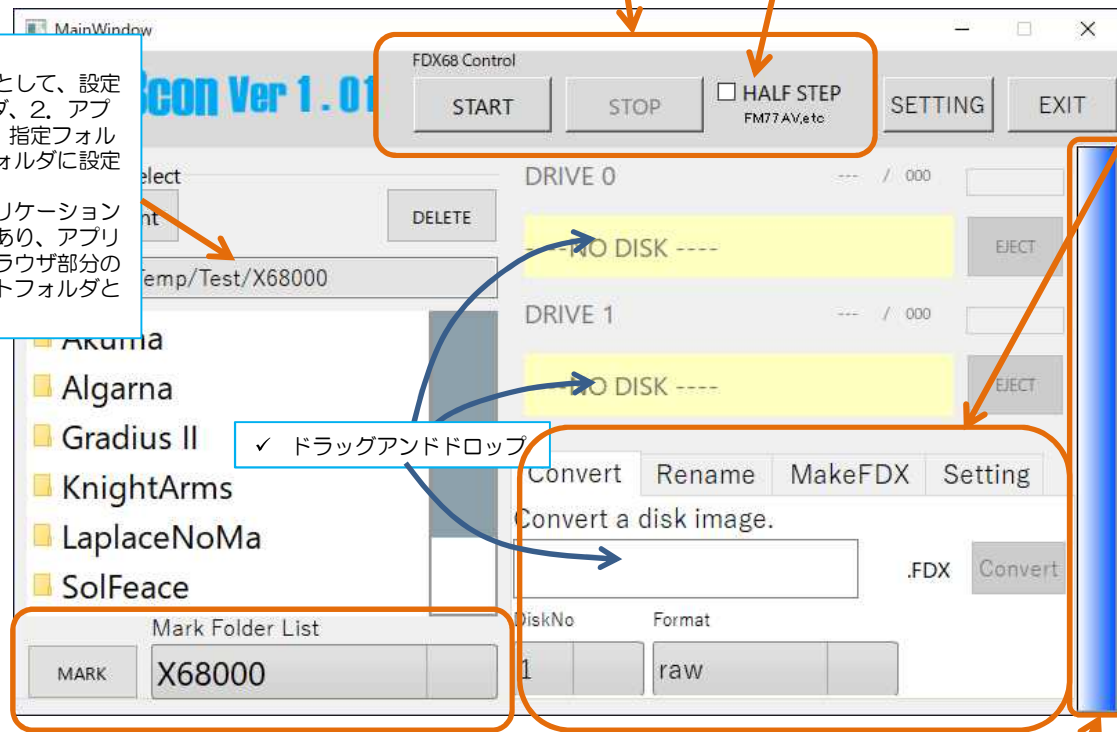 MainWindow
con Ver 1.01
FDX68 Control
START
STOP
HALF STEP
FM77AV,etc
SETTING
EXIT
として、設定
ダ、2. アプ
指定フォル
ォルダに設定
リケーション
あり、アプリ
ラウザ部分の
トフォルダと
elect
nt
DELETE
emp/Test/X68000
Akuma
Algarna
Gradius II
KnightArms
LaplaceNoMa
SolFeace
✓ ドラッグアンドドロップ
Mark Folder List
MARK
X68000
DRIVE 0
--- / 000
----NO DISK ----
EJECT
DRIVE 1
--- / 000
NO DISK ----
EJECT
Convert Rename MakeFDX Setting
Convert a disk image.
.FDX
Convert
DiskNo Format
1 raw